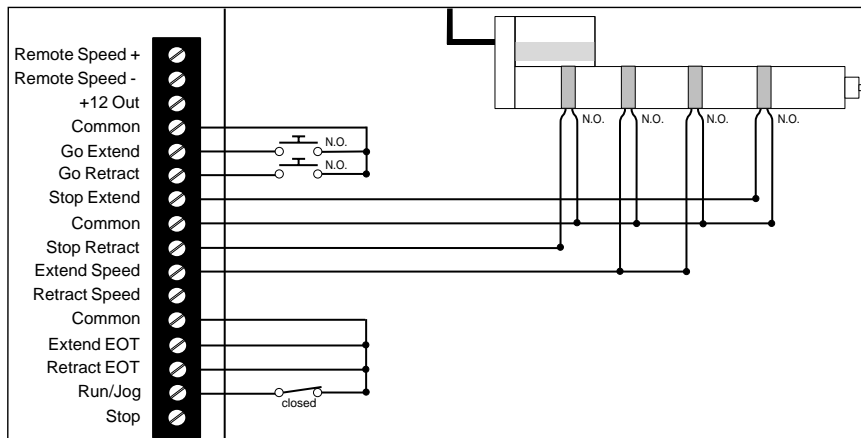 Remote Speed +
Remote Speed -
+12 Out
Common
Go Extend
Go Retract
Stop Extend
Common
Stop Retract
Extend Speed
Retract Speed
Common
Extend EOT
Retract EOT
Run/Jog
Stop
N.O.
N.O.
closed
N.O.
N.O.
N.O.
N.O.